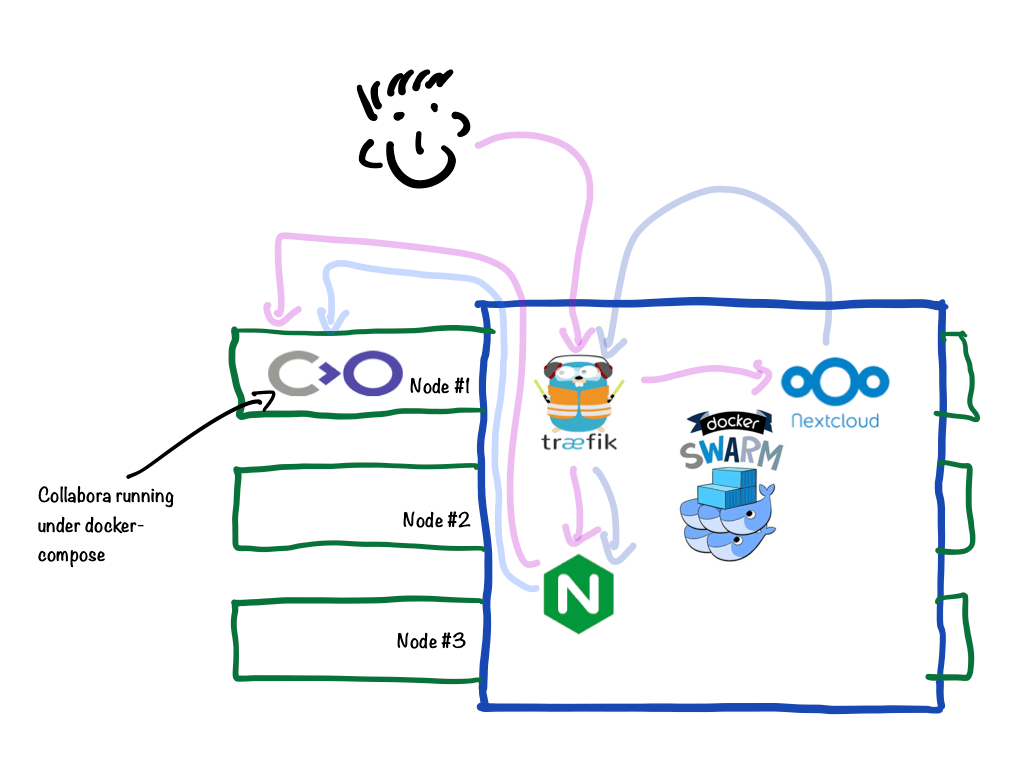 Node #1
træfik
Nextcloud
docker
SWARM
Collabora running
under docker-
compose
Node #2
N
Node #3